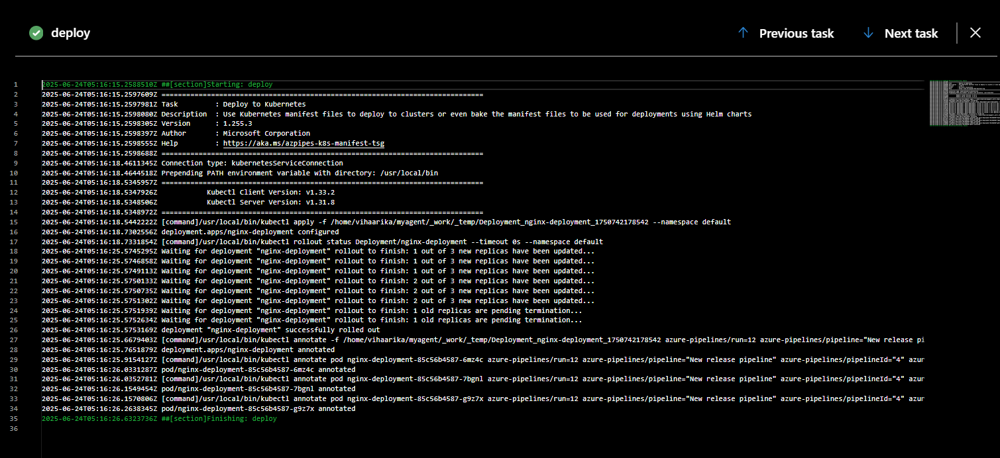 deploy
Previous task
Next task
1 2025-06-24T05:16:15.2588510Z ##[section]Starting: deploy
2 2025-06-24T05:16:15.2597609Z ==============================================================================
3 2025-06-24T05:16:15.2597981Z Task         : Deploy to Kubernetes
4 2025-06-24T05:16:15.2598080Z Description  : Use Kubernetes manifest files to deploy to clusters or even bake the manifest files to be used for deployments using Helm charts
5 2025-06-24T05:16:15.2598305Z Version      : 1.255.3
6 2025-06-24T05:16:15.2598397Z Author       : Microsoft Corporation
7 2025-06-24T05:16:15.2598555Z Help         : https://aka.ms/azpipes-k8s-manifest-tsg
8 2025-06-24T05:16:15.2598688Z ==============================================================================
9 2025-06-24T05:16:18.4611345Z Connection type: kubernetesServiceConnection
10 2025-06-24T05:16:18.4644518Z Prepending PATH environment variable with directory: /usr/local/bin
11 2025-06-24T05:16:18.5345957Z ==============================================================================
12 2025-06-24T05:16:18.5347926Z            Kubectl Client Version: v1.33.2
13 2025-06-24T05:16:18.5348506Z            Kubectl Server Version: v1.31.8
14 2025-06-24T05:16:18.5348972Z ==============================================================================
15 2025-06-24T05:16:18.5442222Z [command]/usr/local/bin/kubectl apply -f /home/vihaarika/myagent/_work/_temp/Deployment_nginx-deployment_1750742178542 --namespace default
16 2025-06-24T05:16:18.7302556Z deployment.apps/nginx-deployment configured
17 2025-06-24T05:16:18.7331854Z [command]/usr/local/bin/kubectl rollout status Deployment/nginx-deployment --timeout 0s --namespace default
18 2025-06-24T05:16:25.5745295Z Waiting for deployment "nginx-deployment" rollout to finish: 1 out of 3 new replicas have been updated...
19 2025-06-24T05:16:25.5746858Z Waiting for deployment "nginx-deployment" rollout to finish: 1 out of 3 new replicas have been updated...
20 2025-06-24T05:16:25.5749113Z Waiting for deployment "nginx-deployment" rollout to finish: 1 out of 3 new replicas have been updated...
21 2025-06-24T05:16:25.5750133Z Waiting for deployment "nginx-deployment" rollout to finish: 2 out of 3 new replicas have been updated...
22 2025-06-24T05:16:25.5750735Z Waiting for deployment "nginx-deployment" rollout to finish: 2 out of 3 new replicas have been updated...
23 2025-06-24T05:16:25.5751302Z Waiting for deployment "nginx-deployment" rollout to finish: 2 out of 3 new replicas have been updated...
24 2025-06-24T05:16:25.5751939Z Waiting for deployment "nginx-deployment" rollout to finish: 1 old replicas are pending termination...
25 2025-06-24T05:16:25.5752634Z Waiting for deployment "nginx-deployment" rollout to finish: 1 old replicas are pending termination...
26 2025-06-24T05:16:25.5753169Z deployment "nginx-deployment" successfully rolled out
27 2025-06-24T05:16:25.6679403Z [command]/usr/local/bin/kubectl annotate -f /home/vihaarika/myagent/_work/_temp/Deployment_nginx-deployment_1750742178542 azure-pipelines/run=12 azure-pipelines/pipeline="New release pi
28 2025-06-24T05:16:25.7651879Z deployment.apps/nginx-deployment annotated
29 2025-06-24T05:16:25.9154127Z [command]/usr/local/bin/kubectl annotate pod nginx-deployment-85c56b4587-6mz4c azure-pipelines/run=12 azure-pipelines/pipeline="New release pipeline" azure-pipelines/pipelineId="4" azur
30 2025-06-24T05:16:26.0331287Z pod/nginx-deployment-85c56b4587-6mz4c annotated
31 2025-06-24T05:16:26.0352781Z [command]/usr/local/bin/kubectl annotate pod nginx-deployment-85c56b4587-7bgnl azure-pipelines/run=12 azure-pipelines/pipeline="New release pipeline" azure-pipelines/pipelineId="4" azur
32 2025-06-24T05:16:26.1549454Z pod/nginx-deployment-85c56b4587-7bgnl annotated
33 2025-06-24T05:16:26.1570806Z [command]/usr/local/bin/kubectl annotate pod nginx-deployment-85c56b4587-g9z7x azure-pipelines/run=12 azure-pipelines/pipeline="New release pipeline" azure-pipelines/pipelineId="4" azur
34 2025-06-24T05:16:26.2638345Z pod/nginx-deployment-85c56b4587-g9z7x annotated
35 2025-06-24T05:16:26.6323736Z ##[section]Finishing: deploy
36